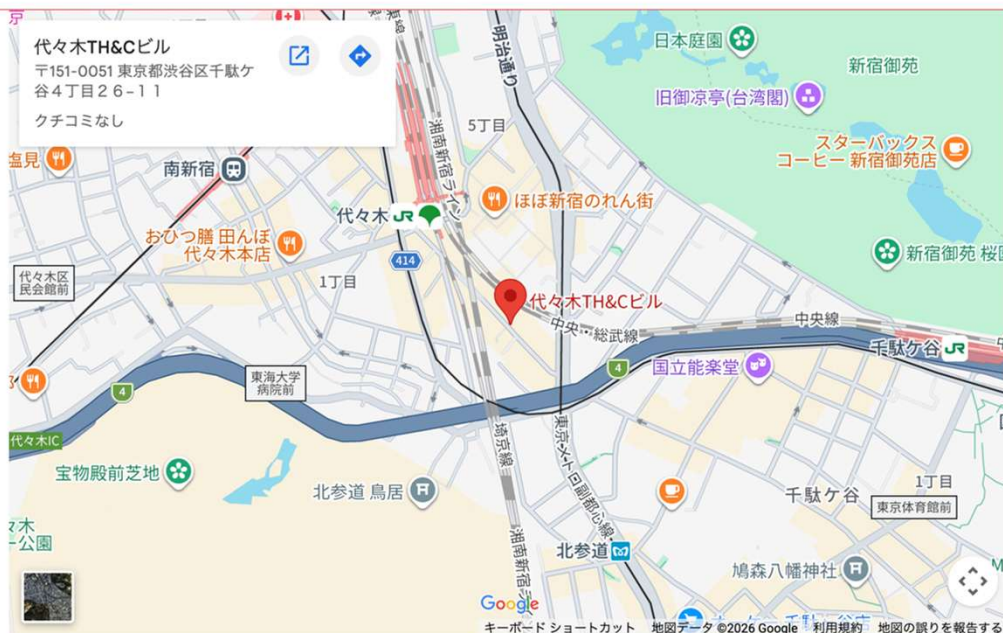 代々木TH&Cビル
〒151-0051 東京都渋谷区千駄ケ
谷4丁目26-11
クチコミなし
明治通り
日本庭園
新宿御苑
旧御凉亭(台湾閣)
スターバックス
コーヒー 新宿御苑店
5丁目
湘南新宿ライン
塩見
南新宿
ほぼ新宿のれん街
代々木 JR
おひつ膳 田んぼ
代々木本店
414
新宿御苑
代々木区
民会館前
1丁目
代々木TH&Cビル
中央・総武線
中央線
千駄ケ谷 JR
国立能楽堂
4
4
東海大学
病院前
代々木IC
埼京線
東京メトロ副都心線
宝物殿前芝地
北参道 鳥居
千駄ケ谷
1丁目
東京体育館前
北参道
鳩森八幡神社
公園
湘南新宿
Google
キーボード ショートカット 地図データ ©2026 Google 利用規約 地図の誤りを報告する